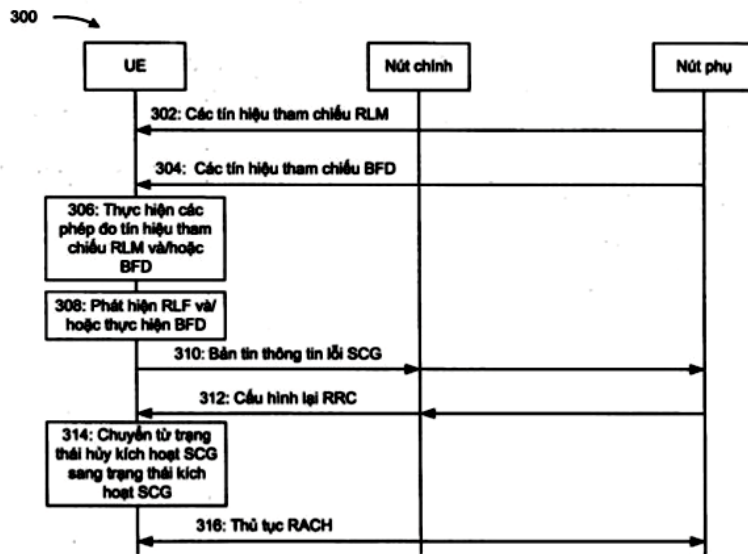 300
UE
Nút chính
Nút phụ
302: Các tín hiệu tham chiếu RLM
304: Các tín hiệu tham chiếu BFD
306: Thực hiện các
phép đo tín hiệu tham
chiếu RLM và/hoặc
BFD
308: Phát hiện RLF và/
hoặc thực hiện BFD
310: Bản tin thông tin lỗi SCG
312: Cấu hình lại RRC
314: Chuyển từ trạng
thái hủy kích hoạt SCG
sang trạng thái kích
hoạt SCG
316: Thủ tục RACH